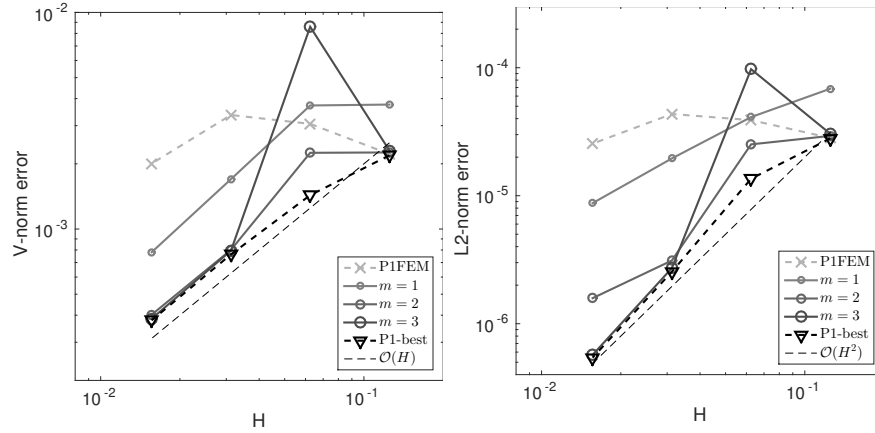 10⁻²
10⁻³
V-norm error
10⁻²
10⁻¹
H
P1FEM
m = 1
m = 2
m = 3
P1-best
O(H)
10⁻⁴
10⁻⁵
10⁻⁶
L2-norm error
10⁻²
10⁻¹
H
P1FEM
m = 1
m = 2
m = 3
P1-best
O(H²)